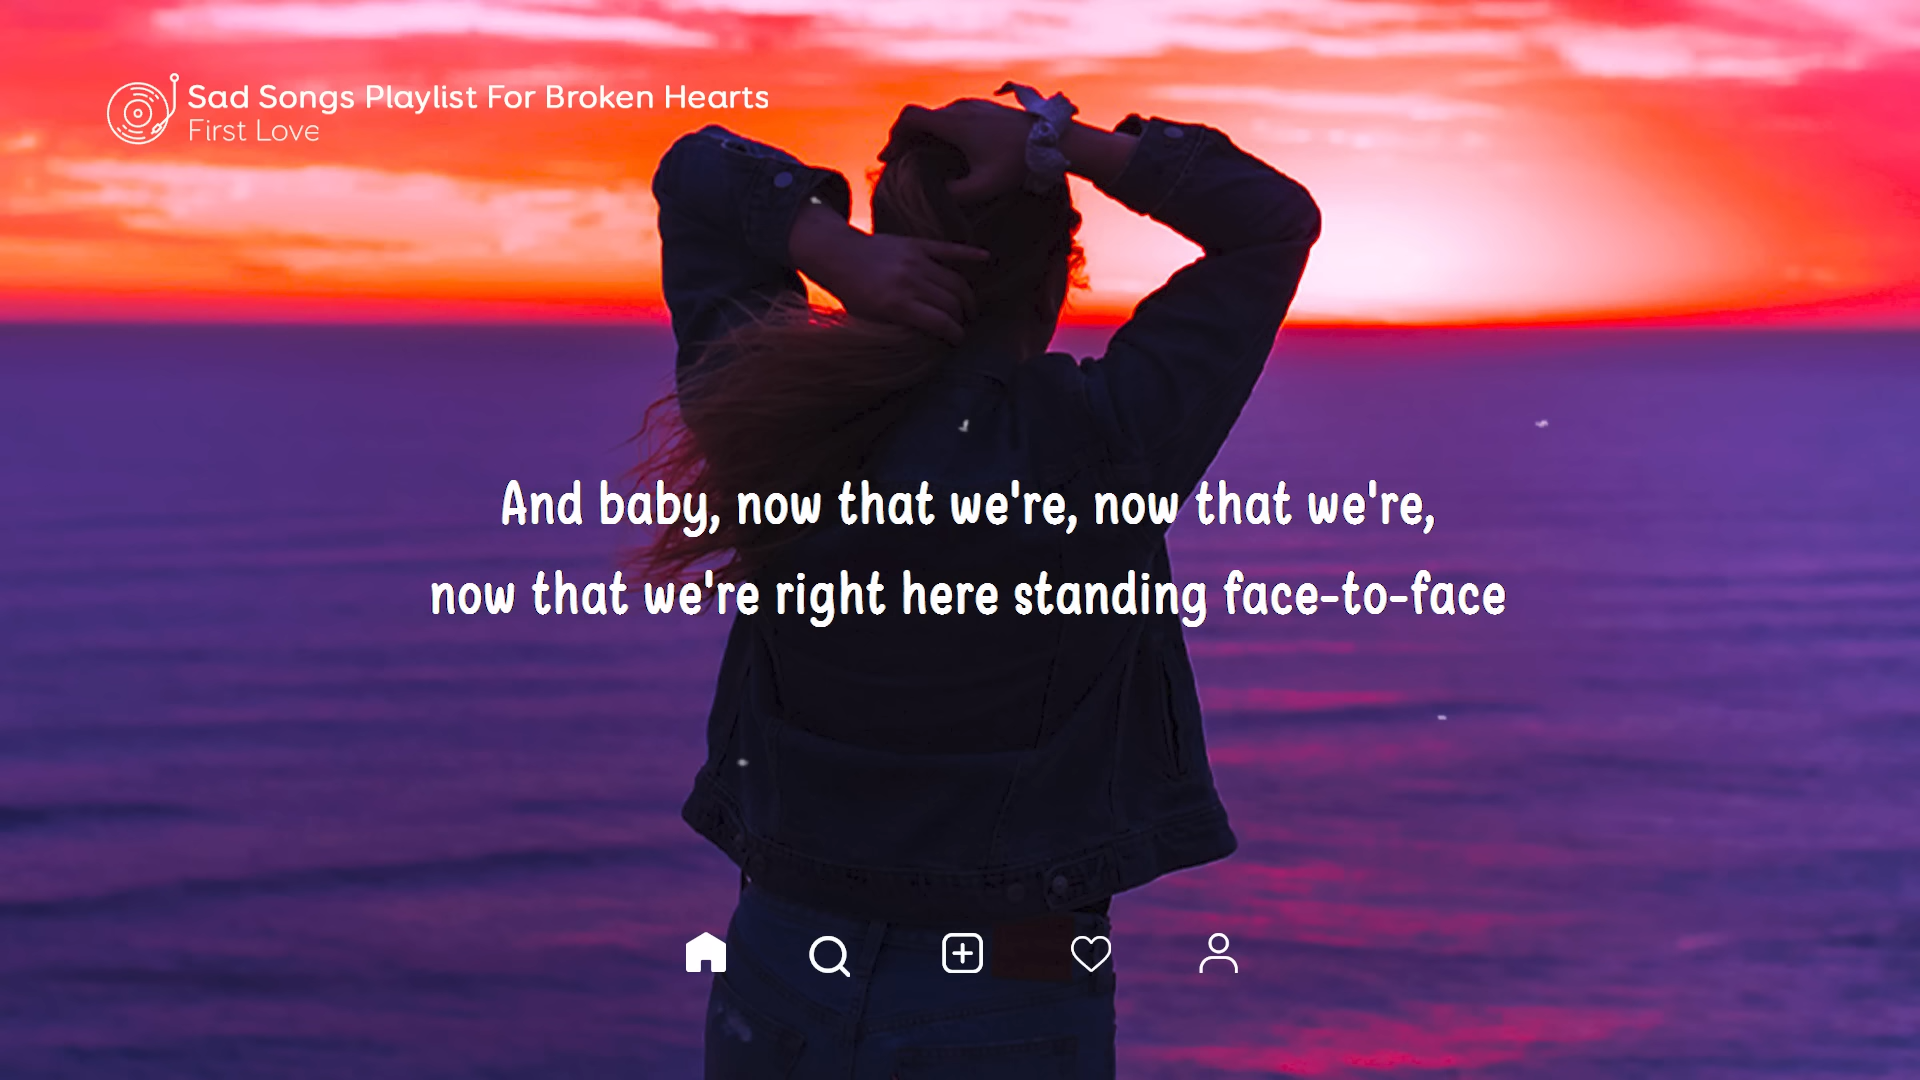 Sad Songs Playlist For Broken Hearts
First Love
And baby, now that we're, now that we're,
now that we're right here standing face-to-face